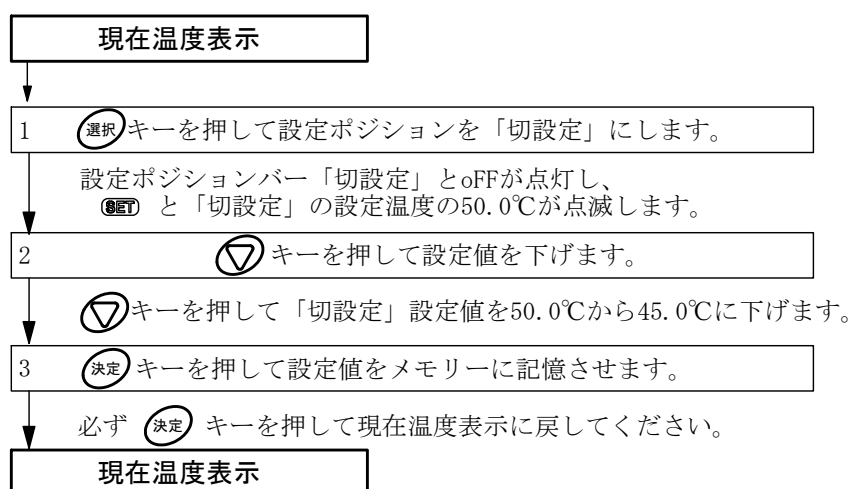 現在温度表示
1 選択キーを押して設定ポジションを「切設定」にします。
設定ポジションバー「切設定」とoFFが点灯し、
SET と「切設定」の設定温度の50.0℃が点滅します。
2 ▽キーを押して設定値を下げます。
▽キーを押して「切設定」設定値を50.0℃から45.0℃に下げます。
3 決定キーを押して設定値をメモリーに記憶させます。
必ず 決定 キーを押して現在温度表示に戻してください。
現在温度表示